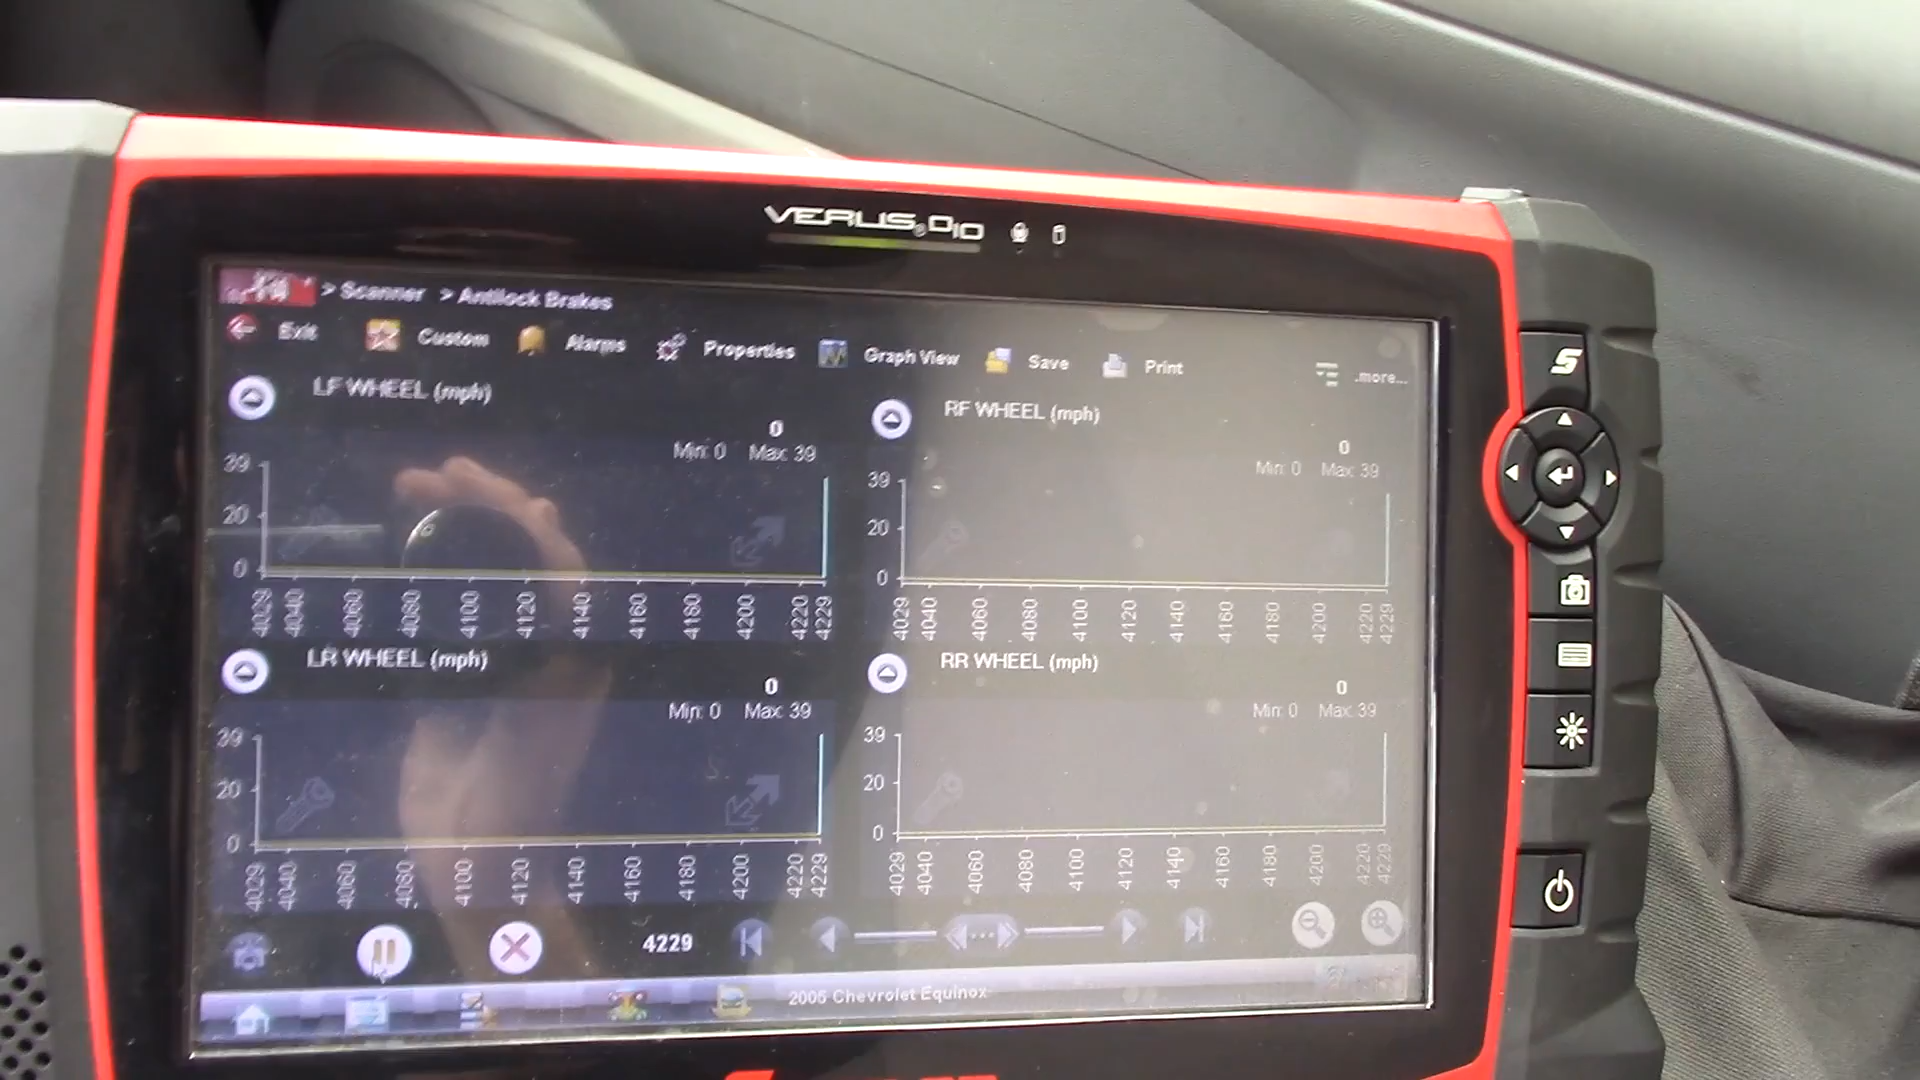 VERUS® D10
> Scanner > Antilock Brakes
Exit Custom Alarms Properties Graph View Save Print .more...
LF WHEEL (mph)
0
Min: 0 Max: 39
39
20
0
4029 4040 4060 4080 4100 4120 4140 4160 4180 4200 4220 4229
RF WHEEL (mph)
0
Min: 0 Max: 39
39
20
0
4029 4040 4060 4080 4100 4120 4140 4160 4180 4200 4220 4229
LR WHEEL (mph)
0
Min: 0 Max: 39
39
20
0
4029 4040 4060 4080 4100 4120 4140 4160 4180 4200 4220 4229
RR WHEEL (mph)
0
Min: 0 Max: 39
39
20
0
4029 4040 4060 4080 4100 4120 4140 4160 4180 4200 4220 4229
4229
2005 Chevrolet Equinox
S